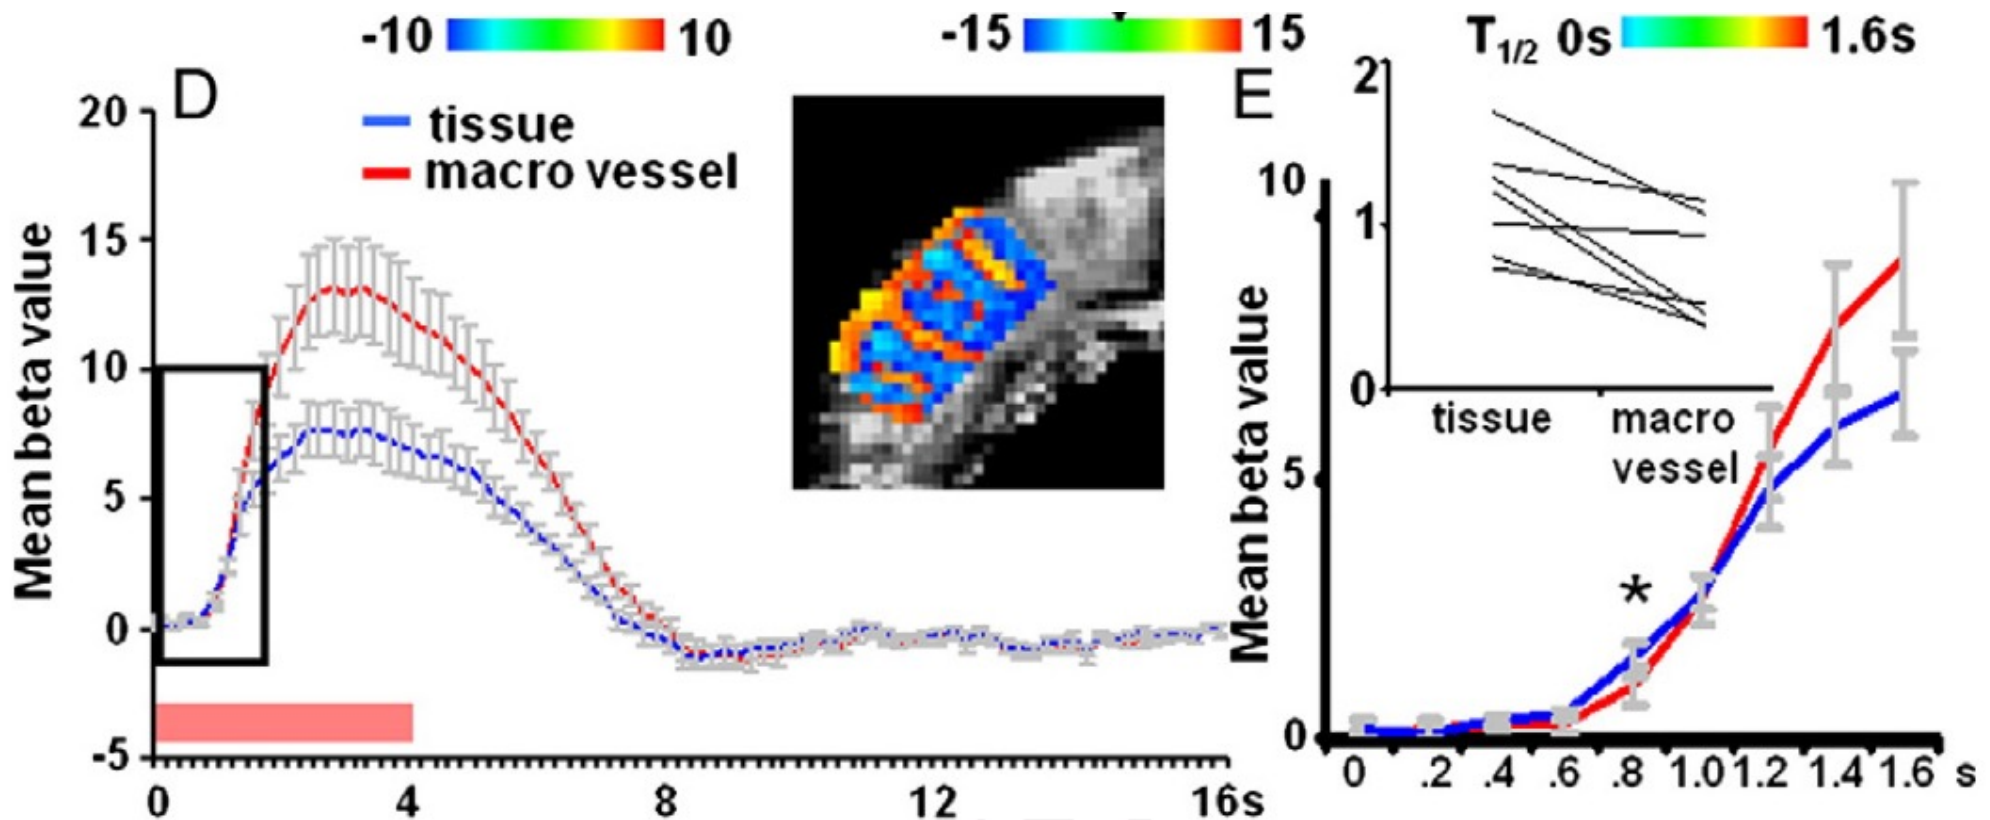 -10 10
-15 15
T1/2 0s 1.6s
D
tissue
macro vessel
Mean beta value
20
15
10
5
0
-5
0 4 8 12 16s
E
2
1
0
tissue macro
vessel
Mean beta value
10
5
0
*
0 .2 .4 .6 .8 1.0 1.2 1.4 1.6 s